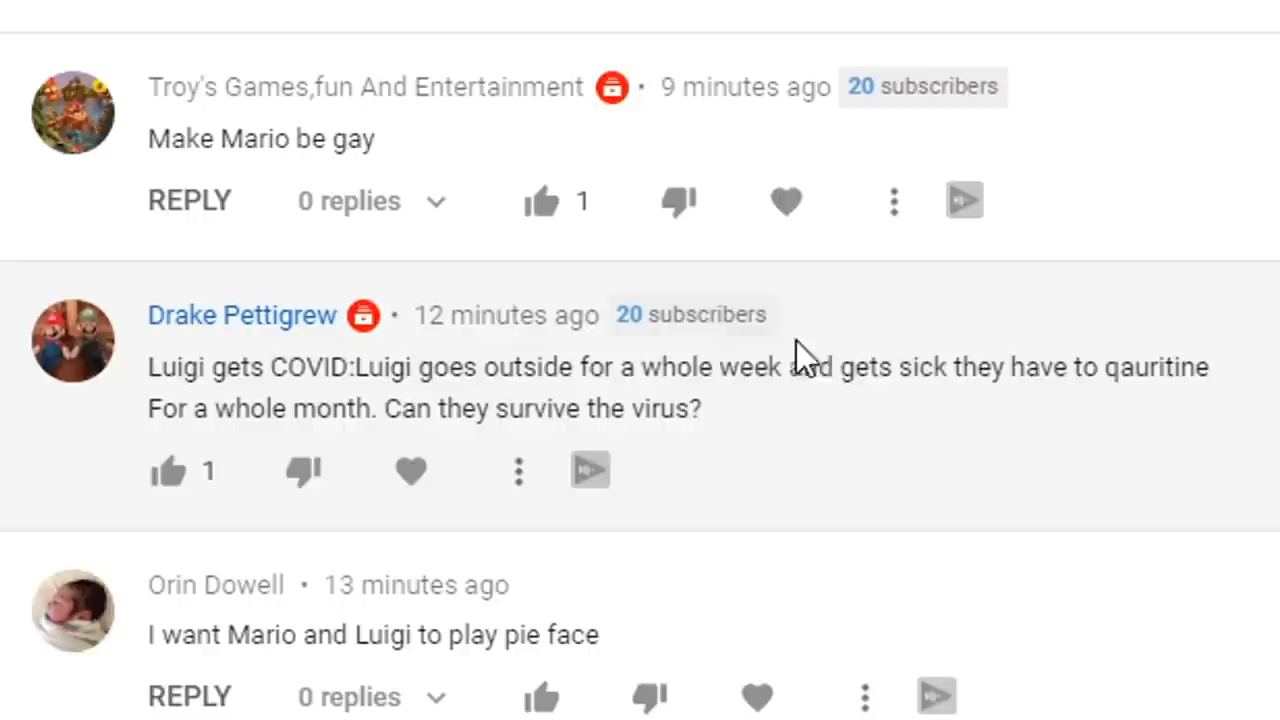 Troy's Games,fun And Entertainment • 9 minutes ago 20 subscribers
Make Mario be gay
REPLY 0 replies 1
Drake Pettigrew • 12 minutes ago 20 subscribers
Luigi gets COVID:Luigi goes outside for a whole week and gets sick they have to qauritine
For a whole month. Can they survive the virus?
1
Orin Dowell • 13 minutes ago
I want Mario and Luigi to play pie face
REPLY 0 replies